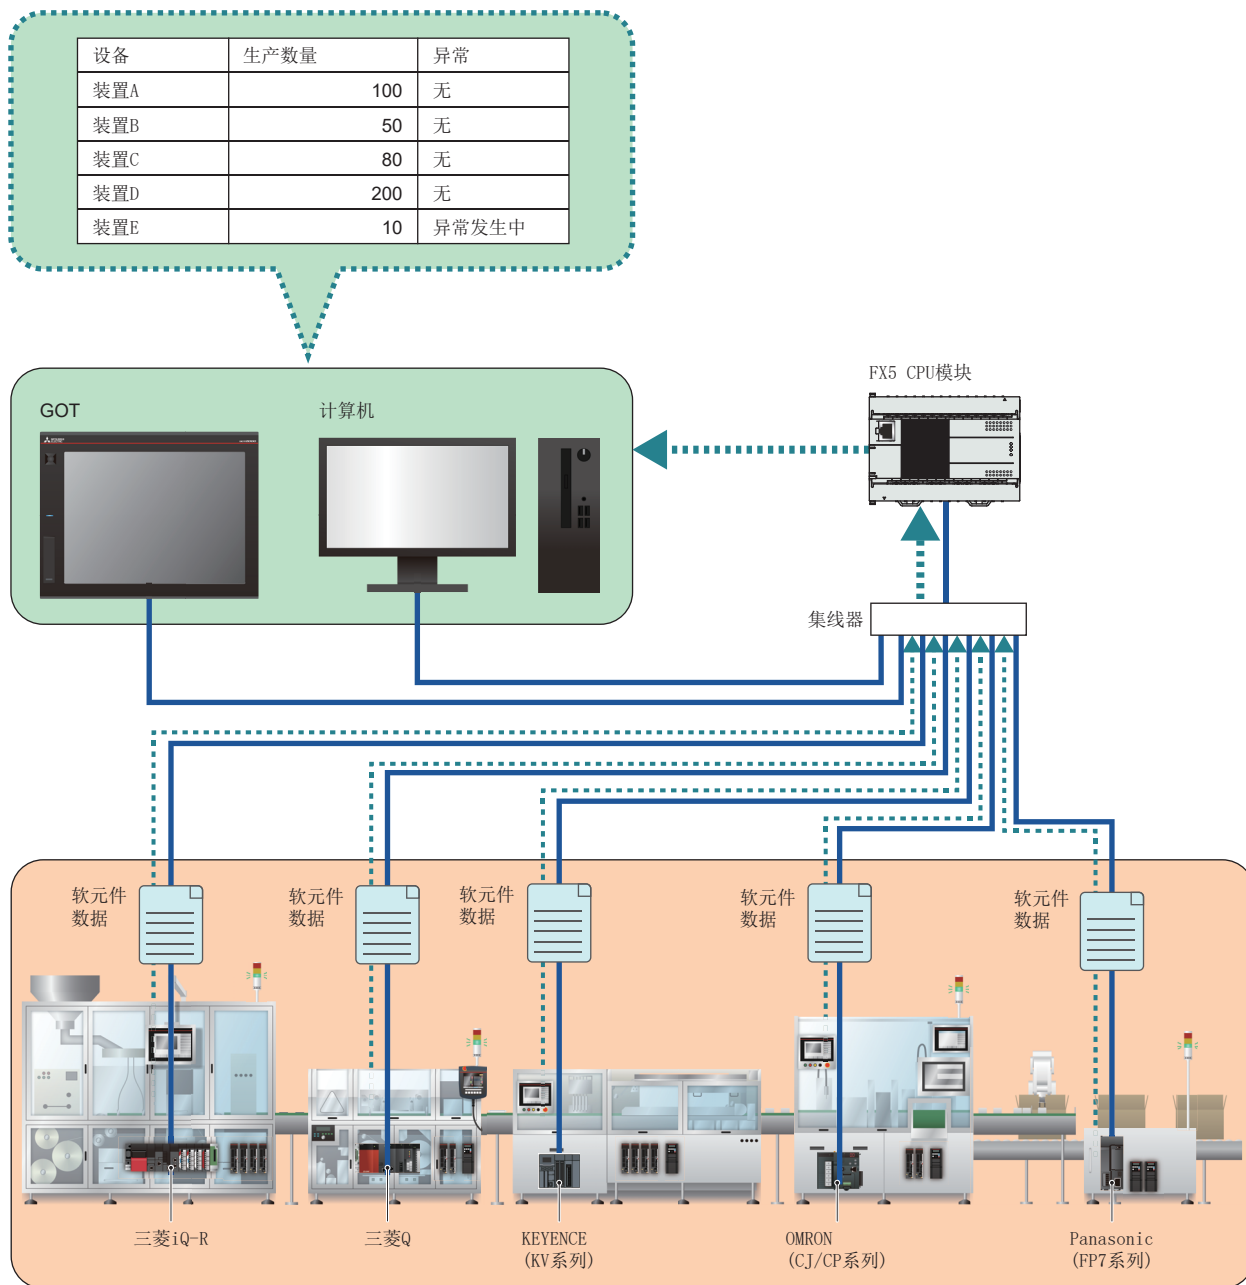 设备 生产数量 异常
装置A 100 无
装置B 50 无
装置C 80 无
装置D 200 无
装置E 10 异常发生中
FX5 CPU模块
GOT 计算机
集线器
软元件 软元件 软元件 软元件 软元件
数据 数据 数据 数据 数据
三菱iQ-R 三菱Q KEYENCE OMRON Panasonic
(KV系列) (CJ/CP系列) (FP7系列)